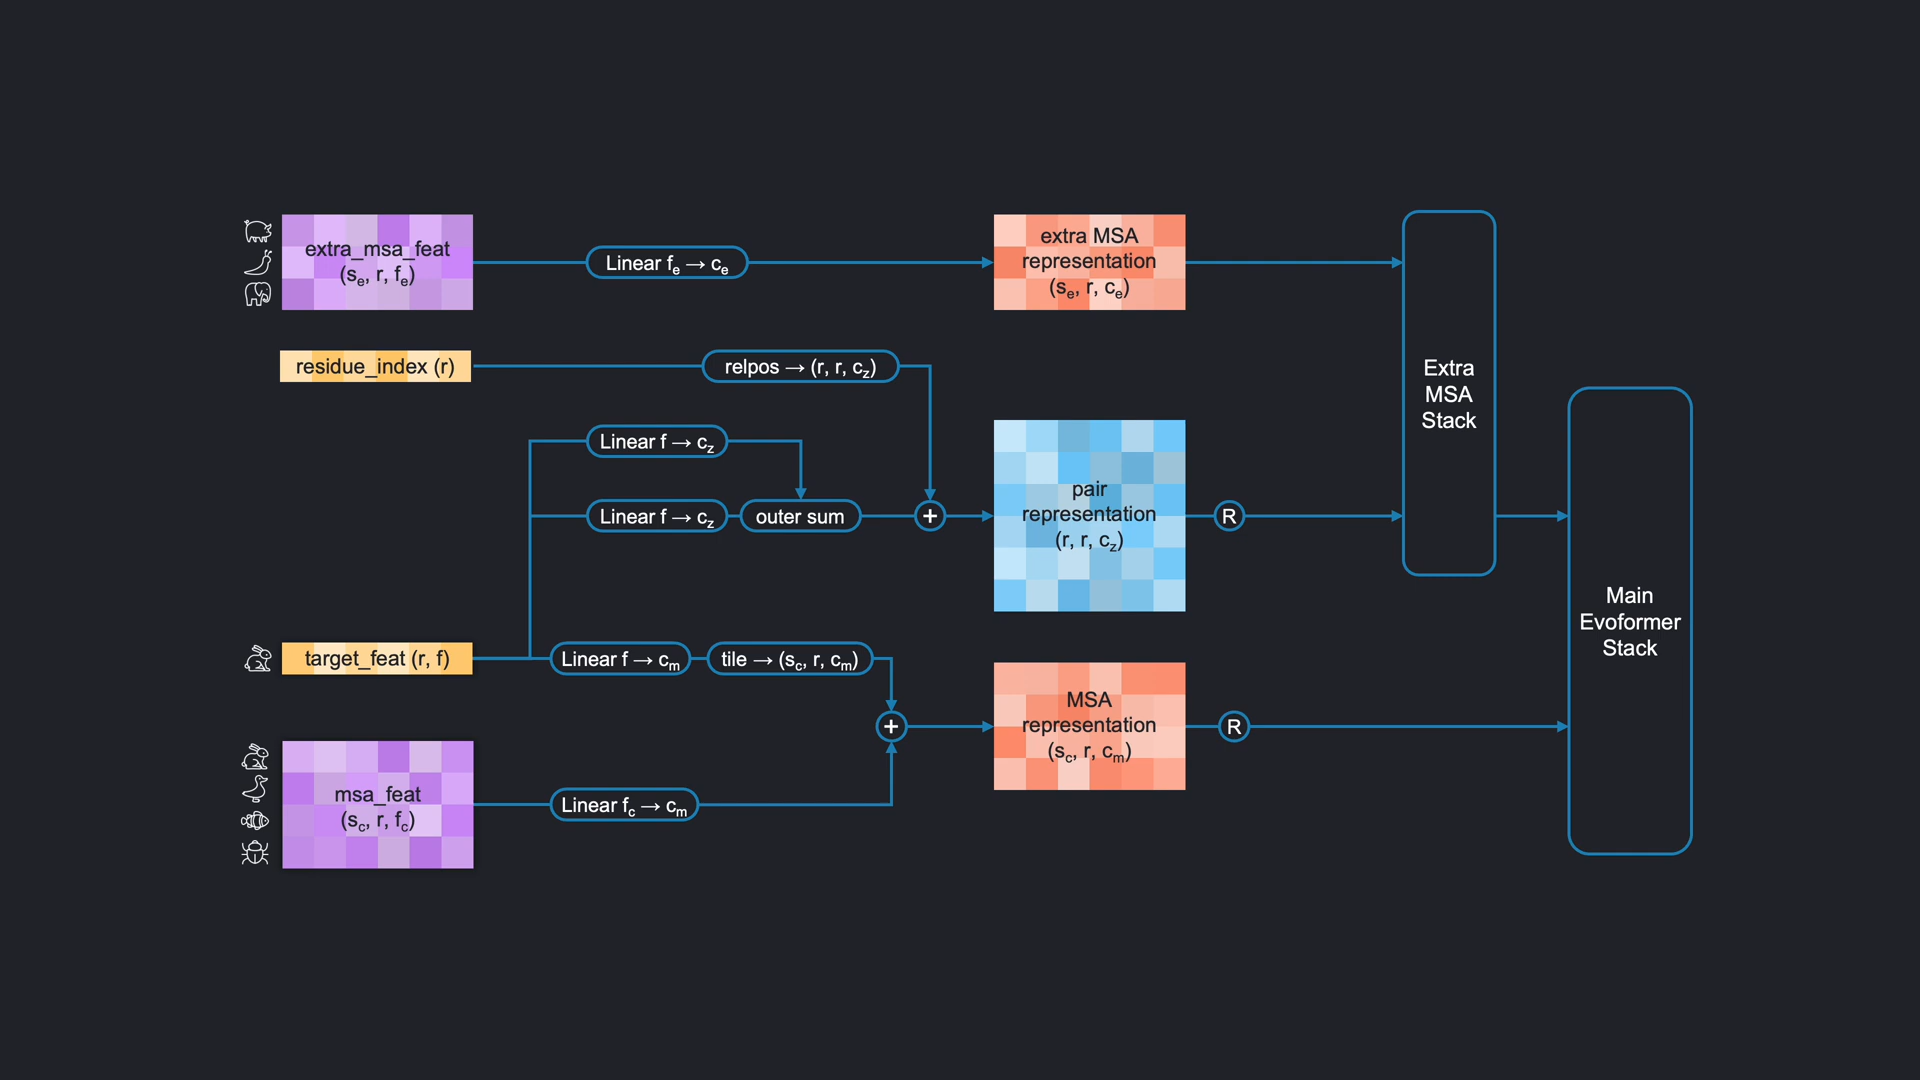 extra_msa_feat
(sₑ, r, fₑ)
Linear fₑ → cₑ
extra MSA
representation
(sₑ, r, cₑ)
residue_index (r)
relpos → (r, r, c_z)
Extra
MSA
Stack
Linear f → c_z
Linear f → c_z
outer sum
+
pair
representation
(r, r, c_z)
R
Main
Evoformer
Stack
target_feat (r, f)
Linear f → c_m
tile → (s_c, r, c_m)
+
MSA
representation
(s_c, r, c_m)
R
msa_feat
(s_c, r, f_c)
Linear f_c → c_m